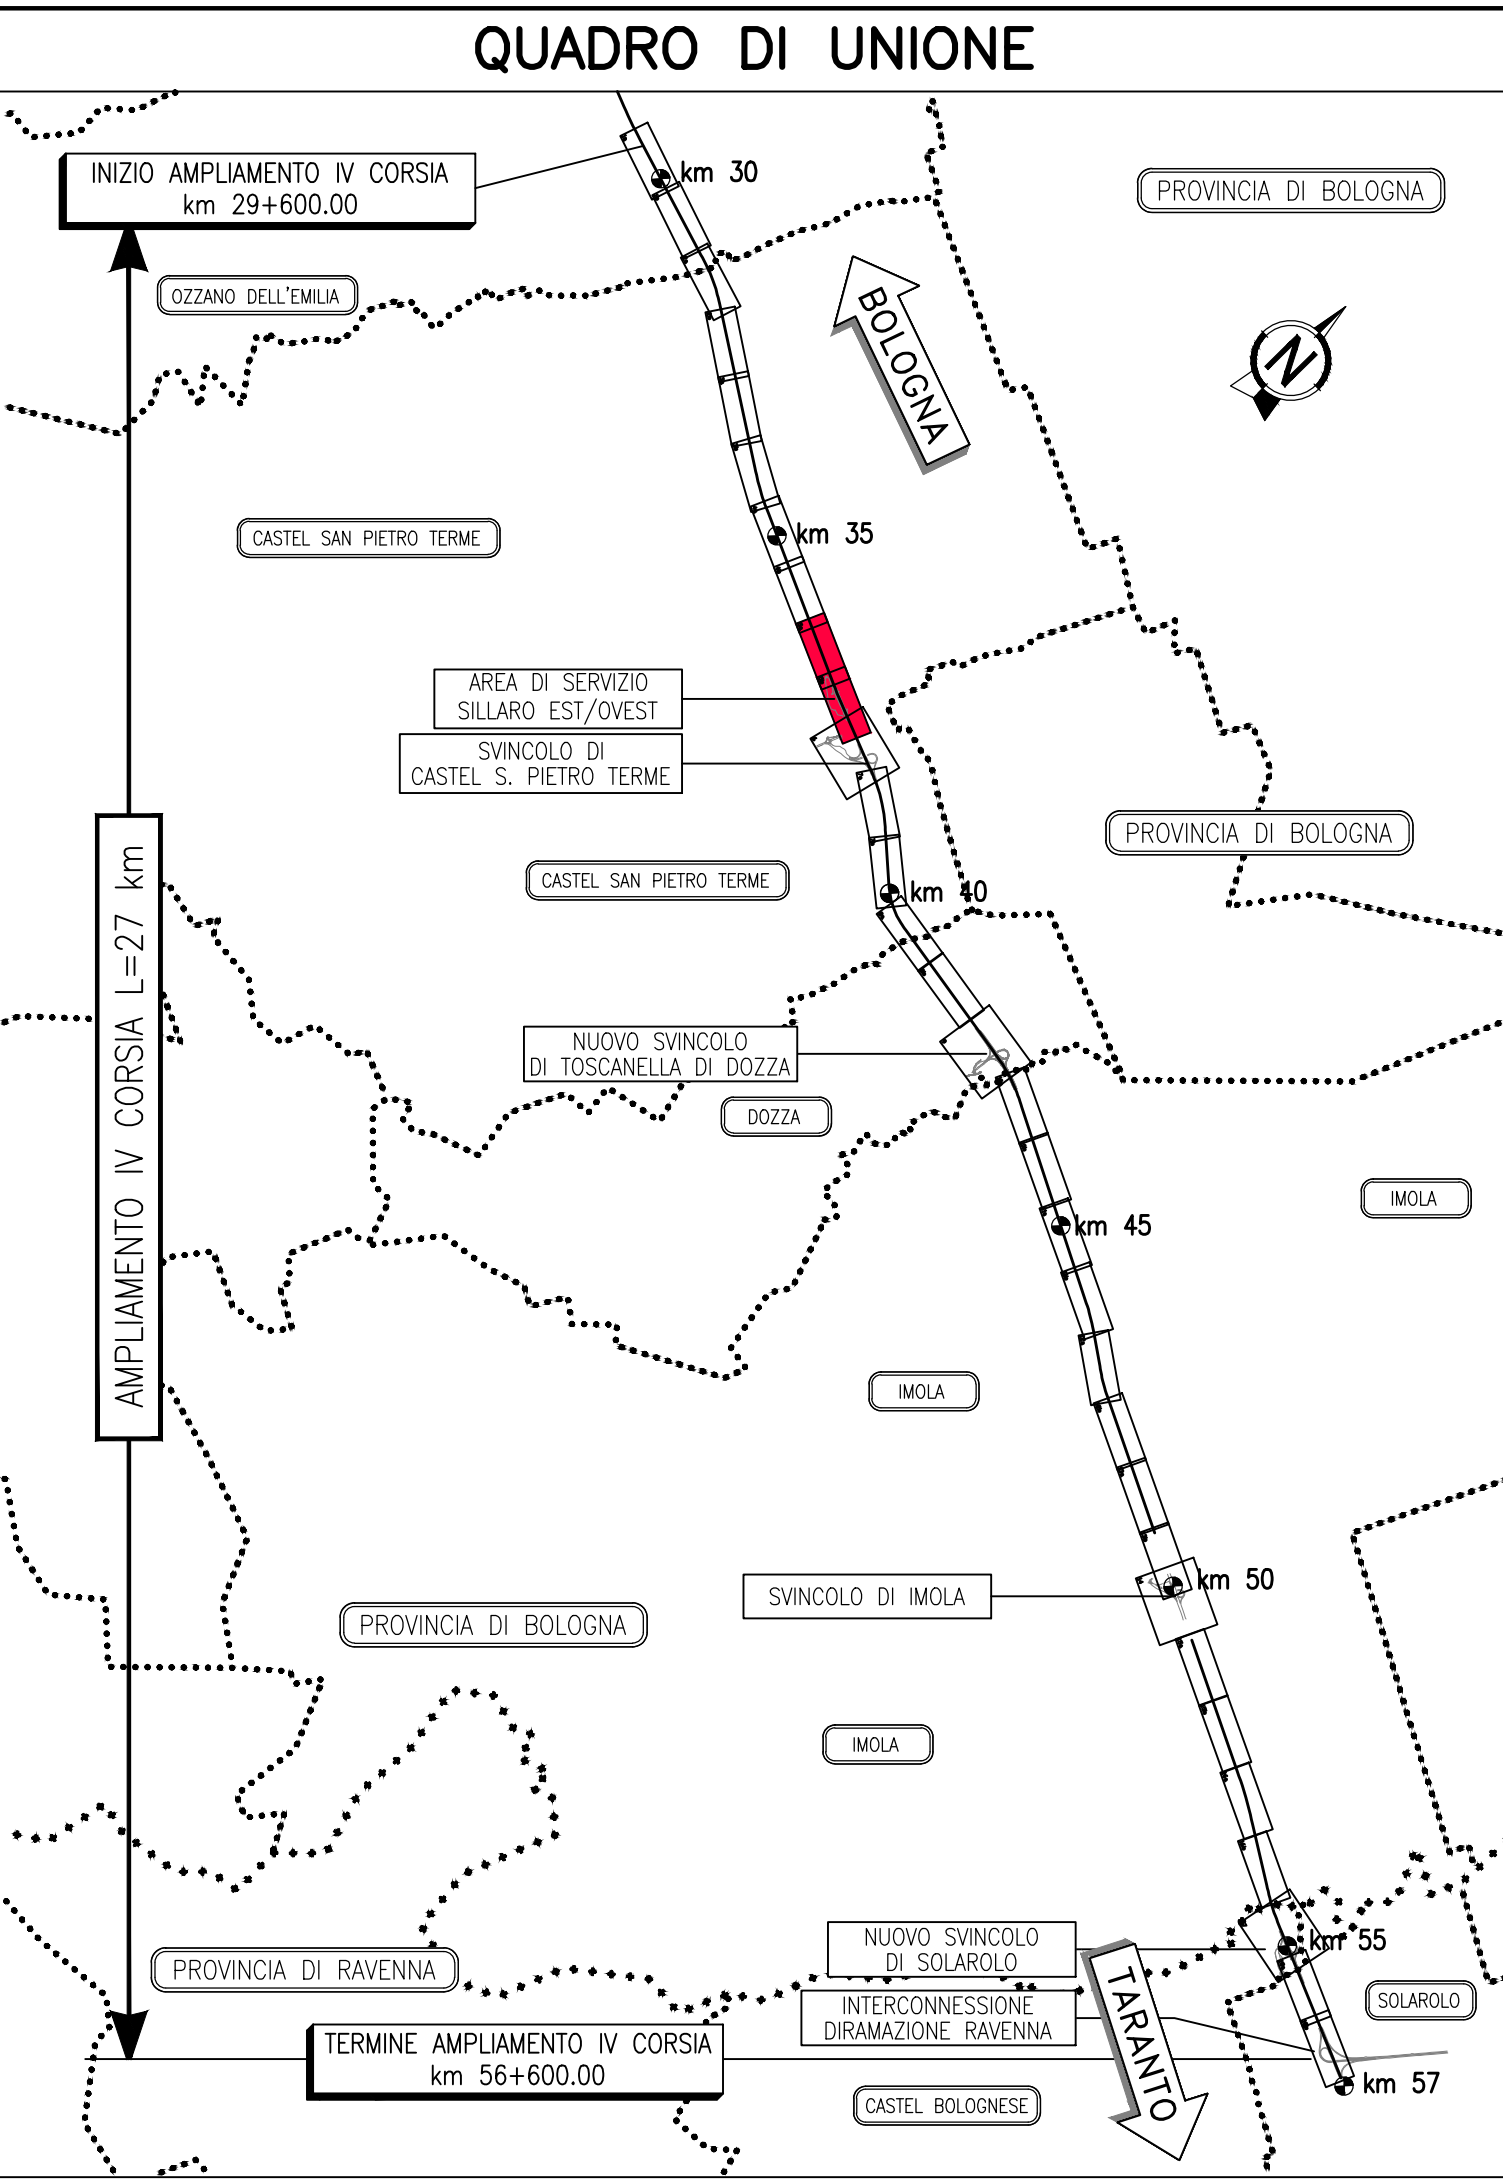 QUADRO DI UNIONE
INIZIO AMPLIAMENTO IV CORSIA
km 29+600.00
km 30
PROVINCIA DI BOLOGNA
OZZANO DELL'EMILIA
BOLOGNA
N
CASTEL SAN PIETRO TERME
km 35
AREA DI SERVIZIO
SILLARO EST/OVEST
SVINCOLO DI
CASTEL S. PIETRO TERME
PROVINCIA DI BOLOGNA
CASTEL SAN PIETRO TERME
km 40
AMPLIAMENTO IV CORSIA L=27 km
NUOVO SVINCOLO
DI TOSCANELLA DI DOZZA
DOZZA
IMOLA
km 45
IMOLA
km 50
SVINCOLO DI IMOLA
PROVINCIA DI BOLOGNA
IMOLA
NUOVO SVINCOLO
DI SOLAROLO
km 55
PROVINCIA DI RAVENNA
SOLAROLO
INTERCONNESSIONE
DIRAMAZIONE RAVENNA
TARANTO
TERMINE AMPLIAMENTO IV CORSIA
km 56+600.00
km 57
CASTEL BOLOGNESE